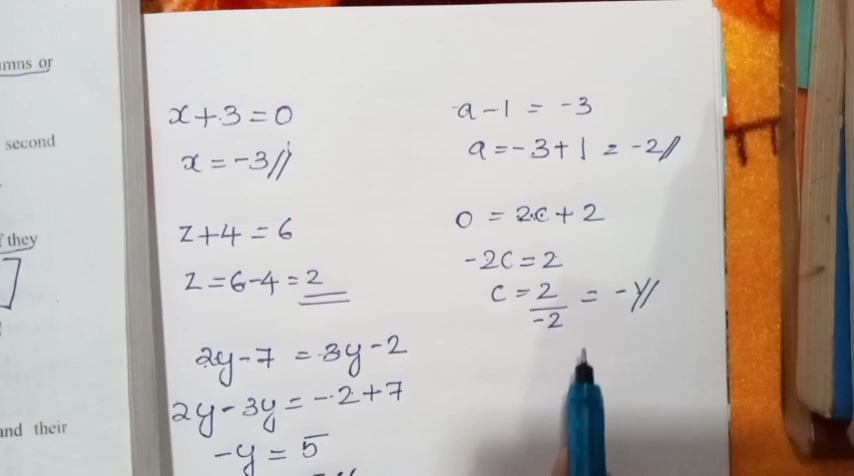 mns or
second
f they
and their
x+3=0
x=-3//
z+4=6
z=6-4=2
2y-7=3y-2
2y-3y=-2+7
-y=5
a-1=-3
a=-3+1=-2//
0=2c+2
-2c=2
c=2/-2=-1//